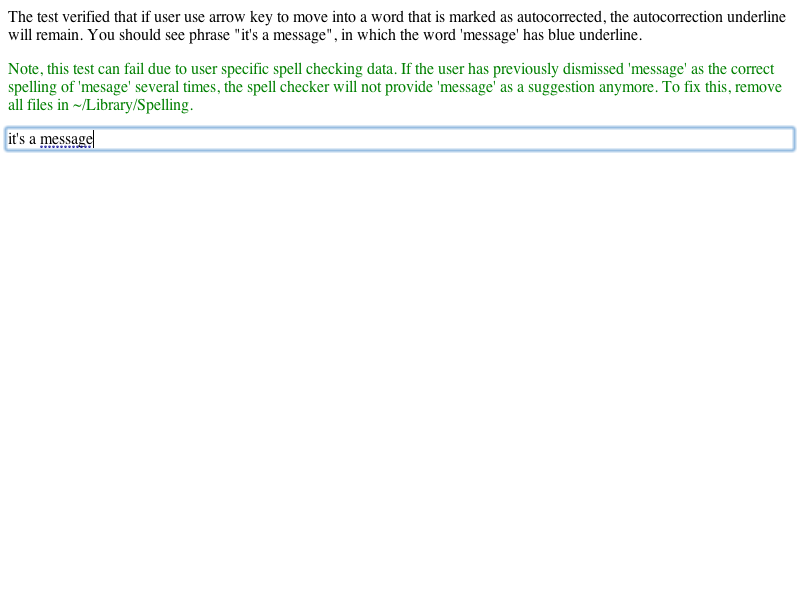 The test verified that if user use arrow key to move into a word that is marked as autocorrected, the autocorrection underline
will remain. You should see phrase "it's a message", in which the word 'message' has blue underline.
Note, this test can fail due to user specific spell checking data. If the user has previously dismissed 'message' as the correct
spelling of 'mesage' several times, the spell checker will not provide 'message' as a suggestion anymore. To fix this, remove
all files in ~/Library/Spelling.
it's a message